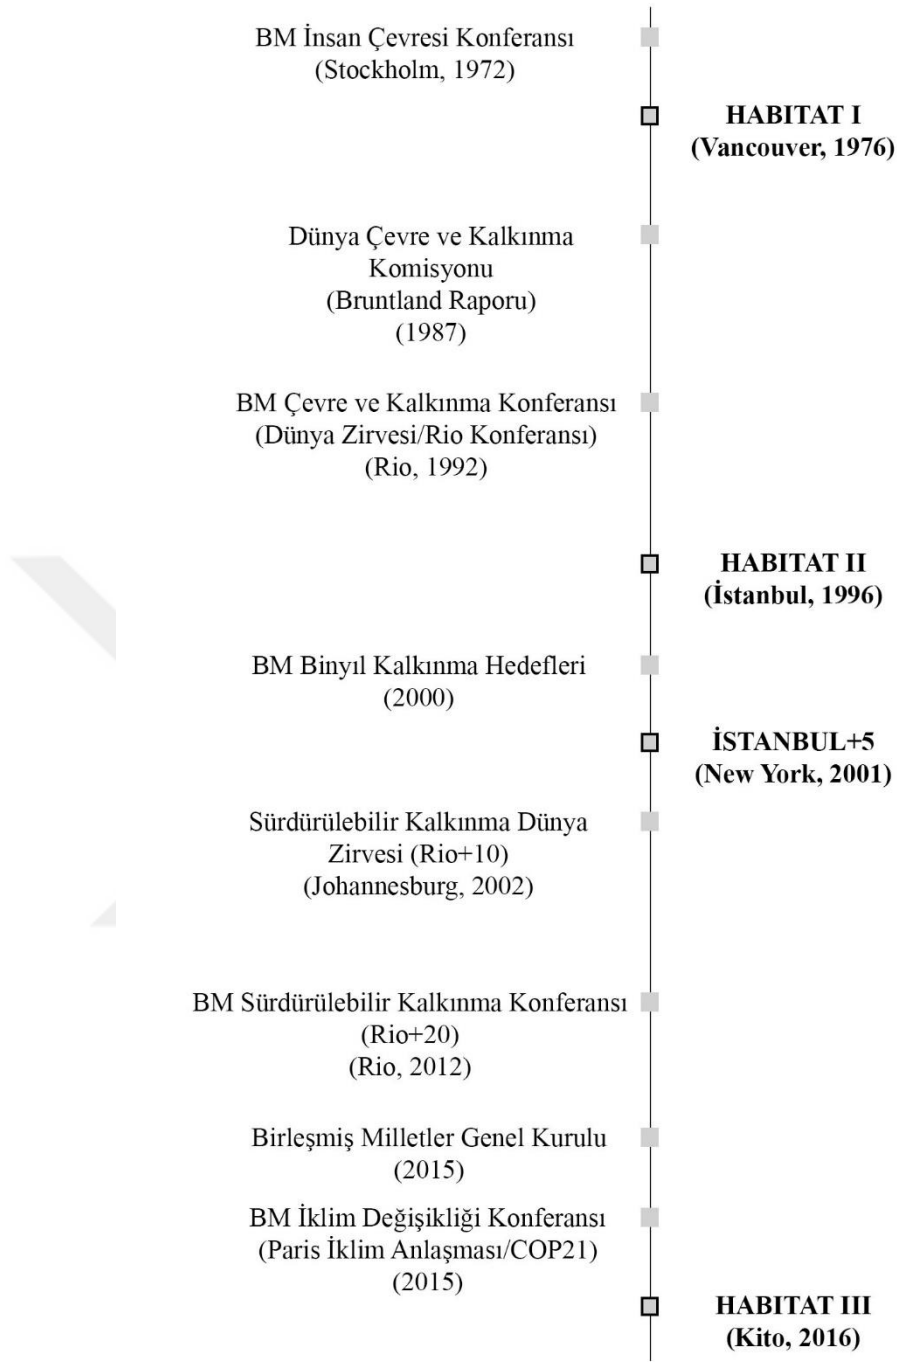 BM İnsan Çevresi Konferansı
(Stockholm, 1972)
HABITAT I
(Vancouver, 1976)
Dünya Çevre ve Kalkınma
Komisyonu
(Bruntland Raporu)
(1987)
BM Çevre ve Kalkınma Konferansı
(Dünya Zirvesi/Rio Konferansı)
(Rio, 1992)
HABITAT II
(İstanbul, 1996)
BM Binyıl Kalkınma Hedefleri
(2000)
İSTANBUL+5
(New York, 2001)
Sürdürülebilir Kalkınma Dünya
Zirvesi (Rio+10)
(Johannesburg, 2002)
BM Sürdürülebilir Kalkınma Konferansı
(Rio+20)
(Rio, 2012)
Birleşmiş Milletler Genel Kurulu
(2015)
BM İklim Değişikliği Konferansı
(Paris İklim Anlaşması/COP21)
(2015)
HABITAT III
(Kito, 2016)